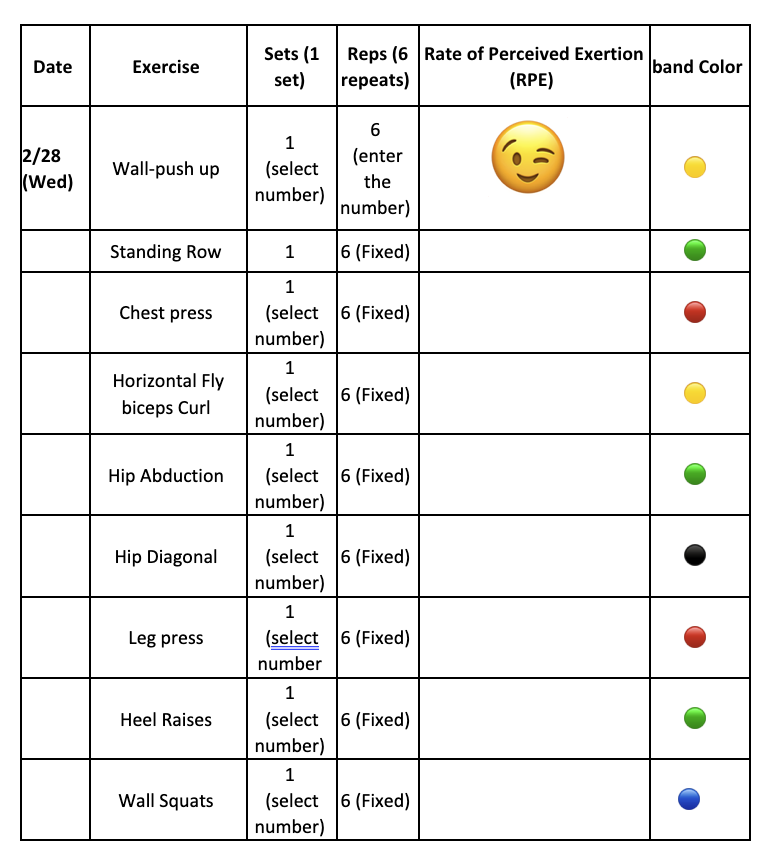 Date Exercise Sets (1 set) Reps (6 repeats) Rate of Perceived Exertion (RPE) band Color
2/28 (Wed) Wall-push up 1 (select number) 6 (enter the number)
Standing Row 1 6 (Fixed)
Chest press 1 (select number) 6 (Fixed)
Horizontal Fly biceps Curl 1 (select number) 6 (Fixed)
Hip Abduction 1 (select number) 6 (Fixed)
Hip Diagonal 1 (select number) 6 (Fixed)
Leg press 1 (select number 6 (Fixed)
Heel Raises 1 (select number) 6 (Fixed)
Wall Squats 1 (select number) 6 (Fixed)